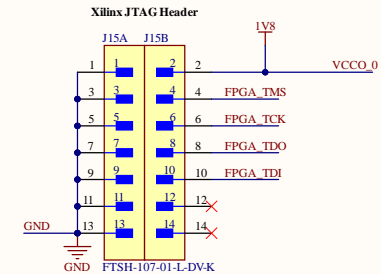 Xilinx JTAG Header
J15A J15B 1V8
1 1 2 2 VCCO_0
3 3 4 4 FPGA_TMS
5 5 6 6 FPGA_TCK
7 7 8 8 FPGA_TDO
9 9 10 10 FPGA_TDI
11 11 12 12
GND 13 13 14 14
GND FTSH-107-01-L-DV-K